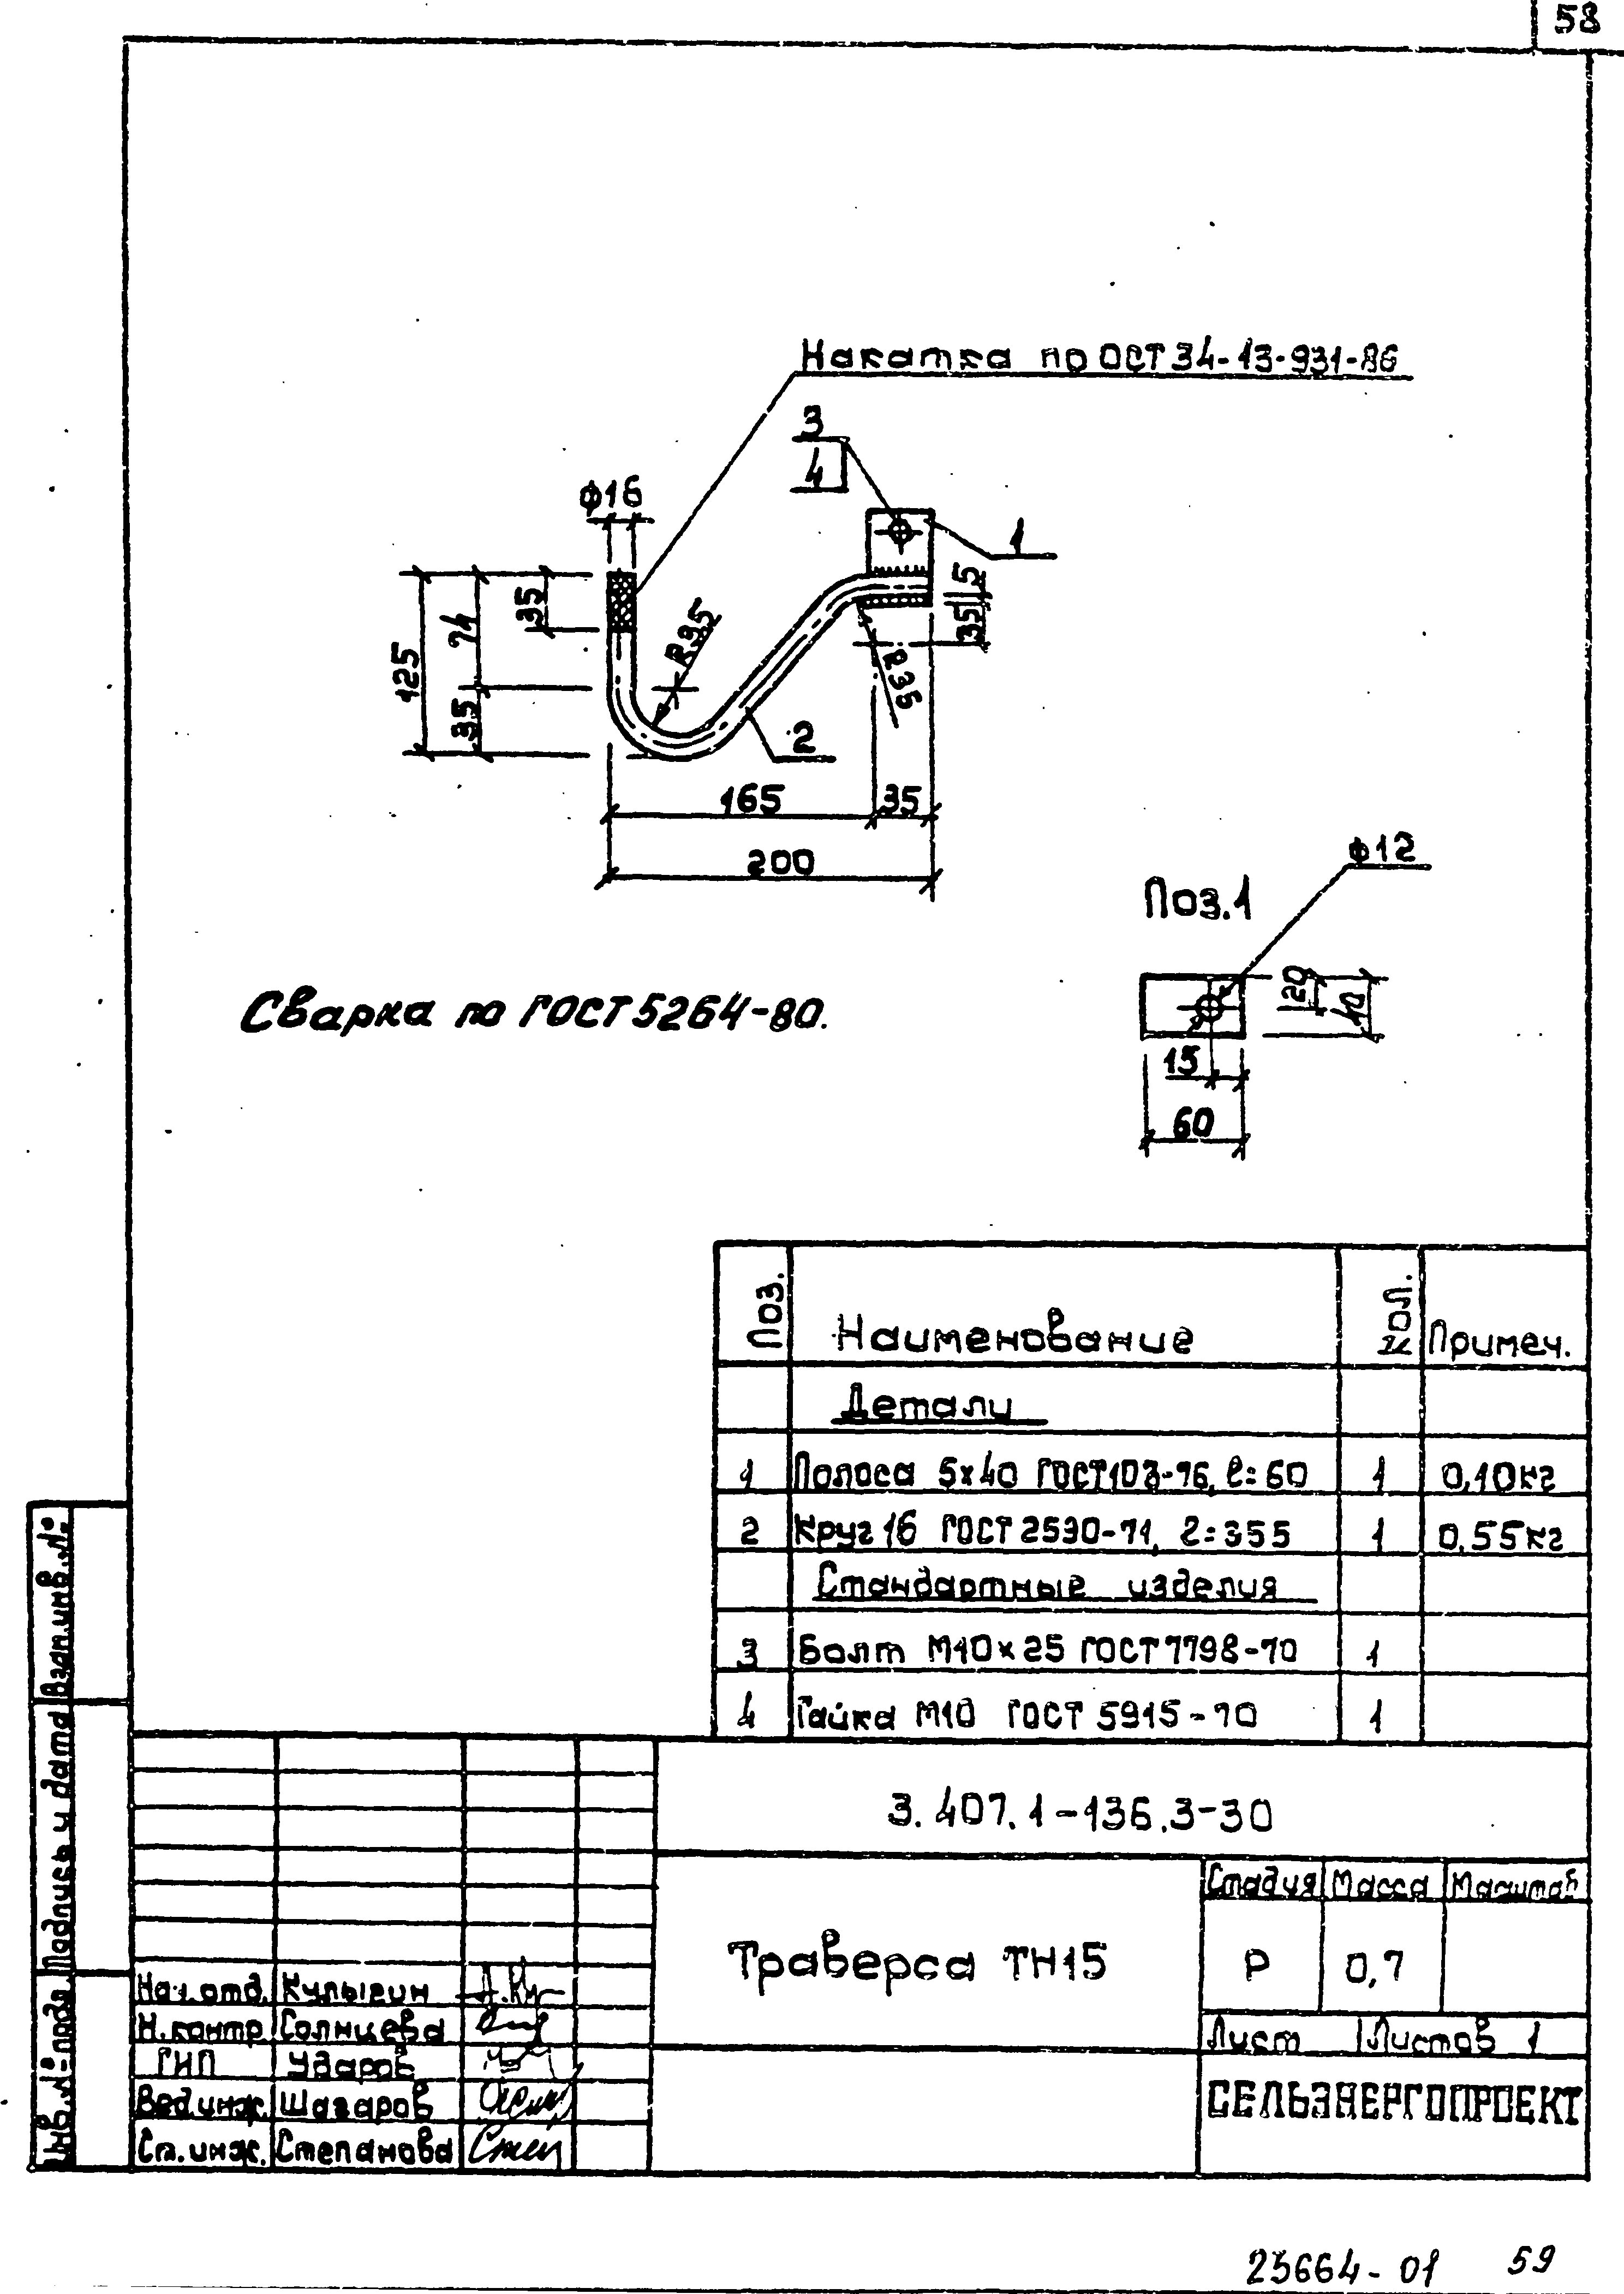 58
Накатка по ОСТ 34-13-931-86
3
4
ф16
1
35
5
74
125
35
R35
35
R35
2
165
35
200
ф12
Поз.1
20
40
15
60
Сварка по ГОСТ 5264-80.
Поз. Наименование Кол. Примеч.
Детали
1 Полоса 5х40 ГОСТ103-76, ℓ=60 1 0,10кг
2 Круг 16 ГОСТ 2590-71, ℓ=355 1 0,55кг
Стандартные изделия
3 Болт М10х25 ГОСТ 7798-70 1
4 Гайка М10 ГОСТ 5915-70 1
3.407.1-136.3-30
Траверса ТН15
Стадия Масса Масштаб
Р 0,7
Лист Листов 1
СЕЛЬЭНЕРГОПРОЕКТ
Нач.отд. Кулыгин
Н.контр. Солнцева
ГИП Ударов
Вед.инж. Шагаров
Ст.инж. Степанова
Взам.инв.№
Подпись и дата
Инв.№ подл.
25664-01 59